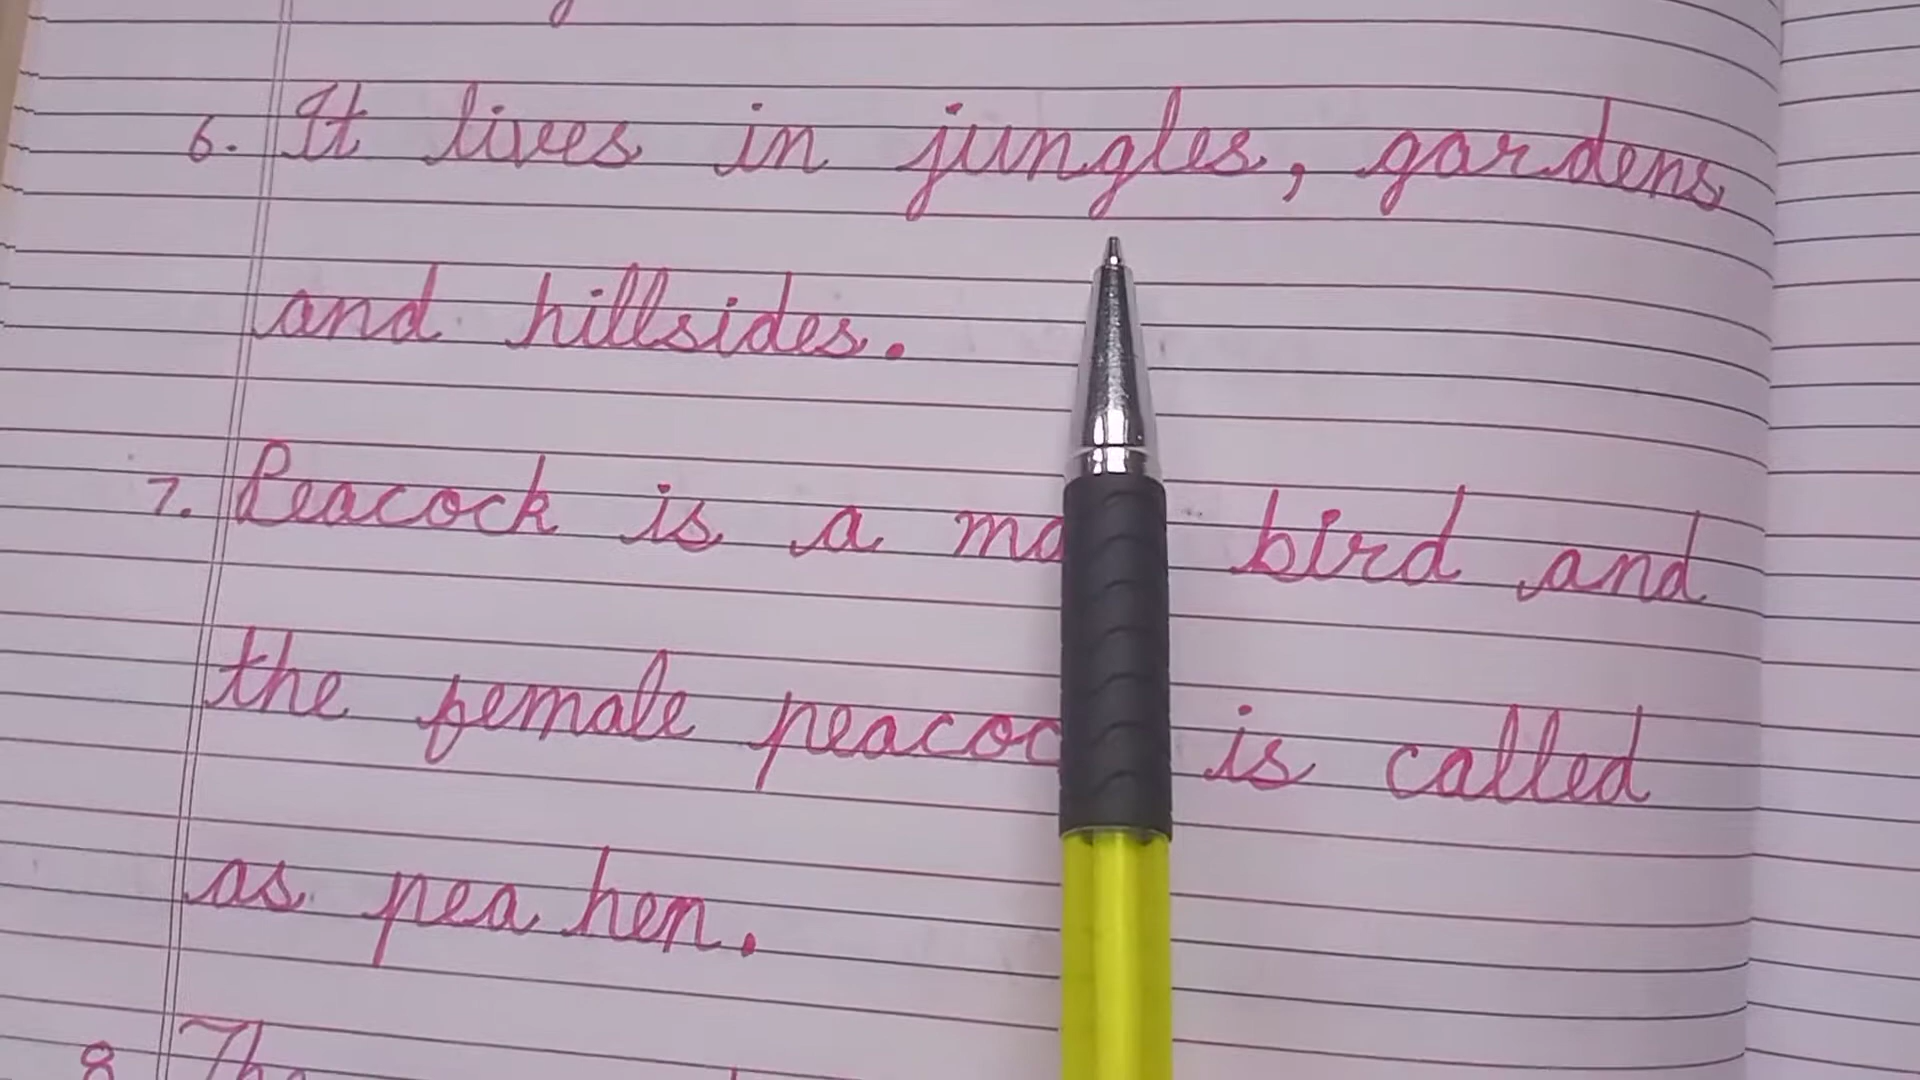 6. It lives in jungles, gardens
and hillsides.
7. Peacock is a bird and
the female is called
as pea hen.
8